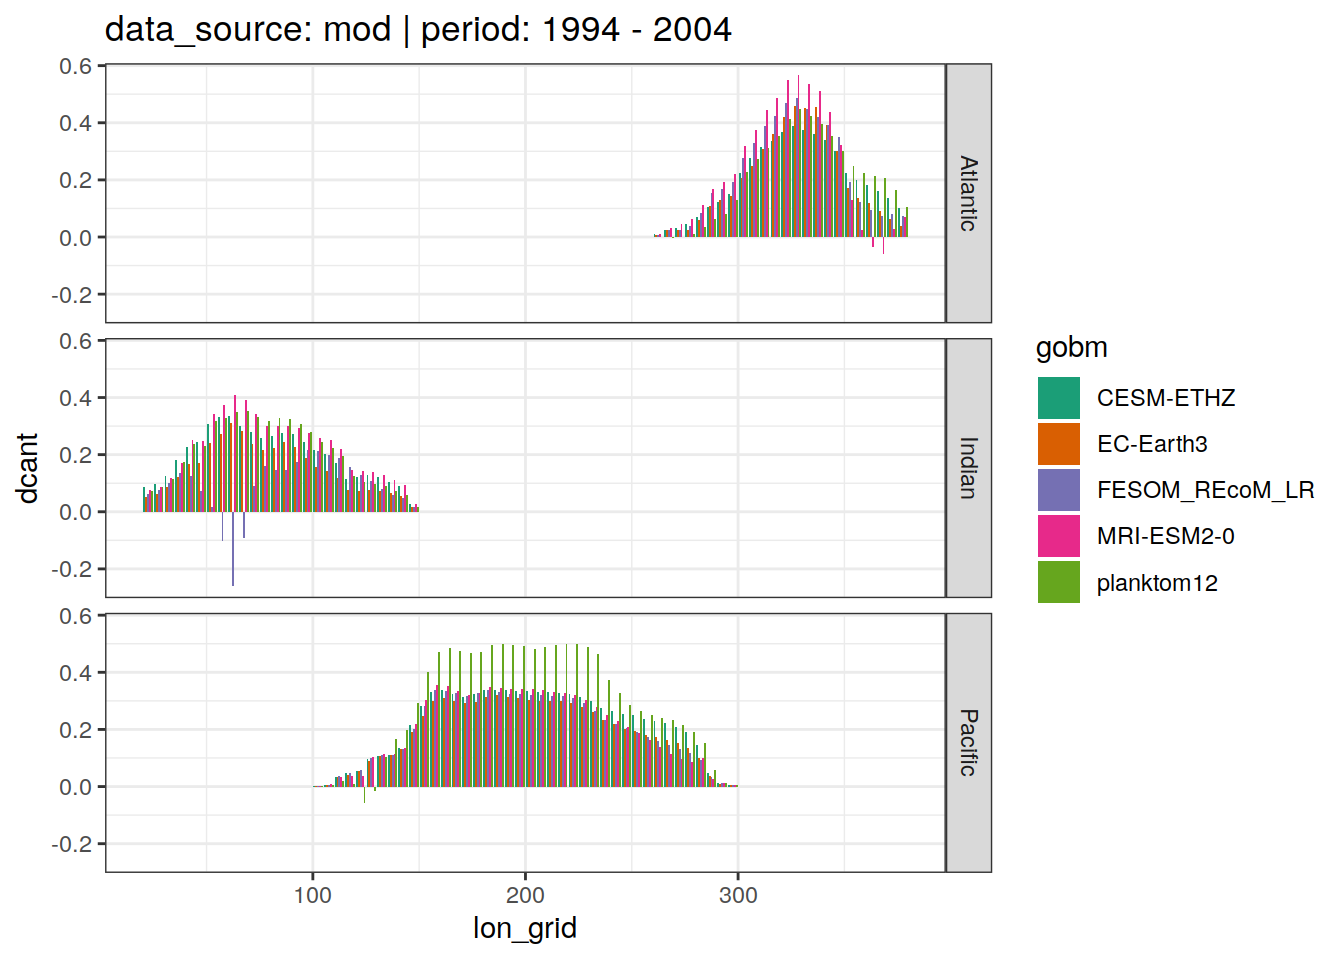 data_source: mod | period: 1994 - 2004
0.6
0.4
0.2
0.0
-0.2
Atlantic
0.6
0.4
0.2
0.0
-0.2
Indian
0.6
0.4
0.2
0.0
-0.2
Pacific
100
200
300
lon_grid
dcant
gobm
CESM-ETHZ
EC-Earth3
FESOM_REcoM_LR
MRI-ESM2-0
planktom12